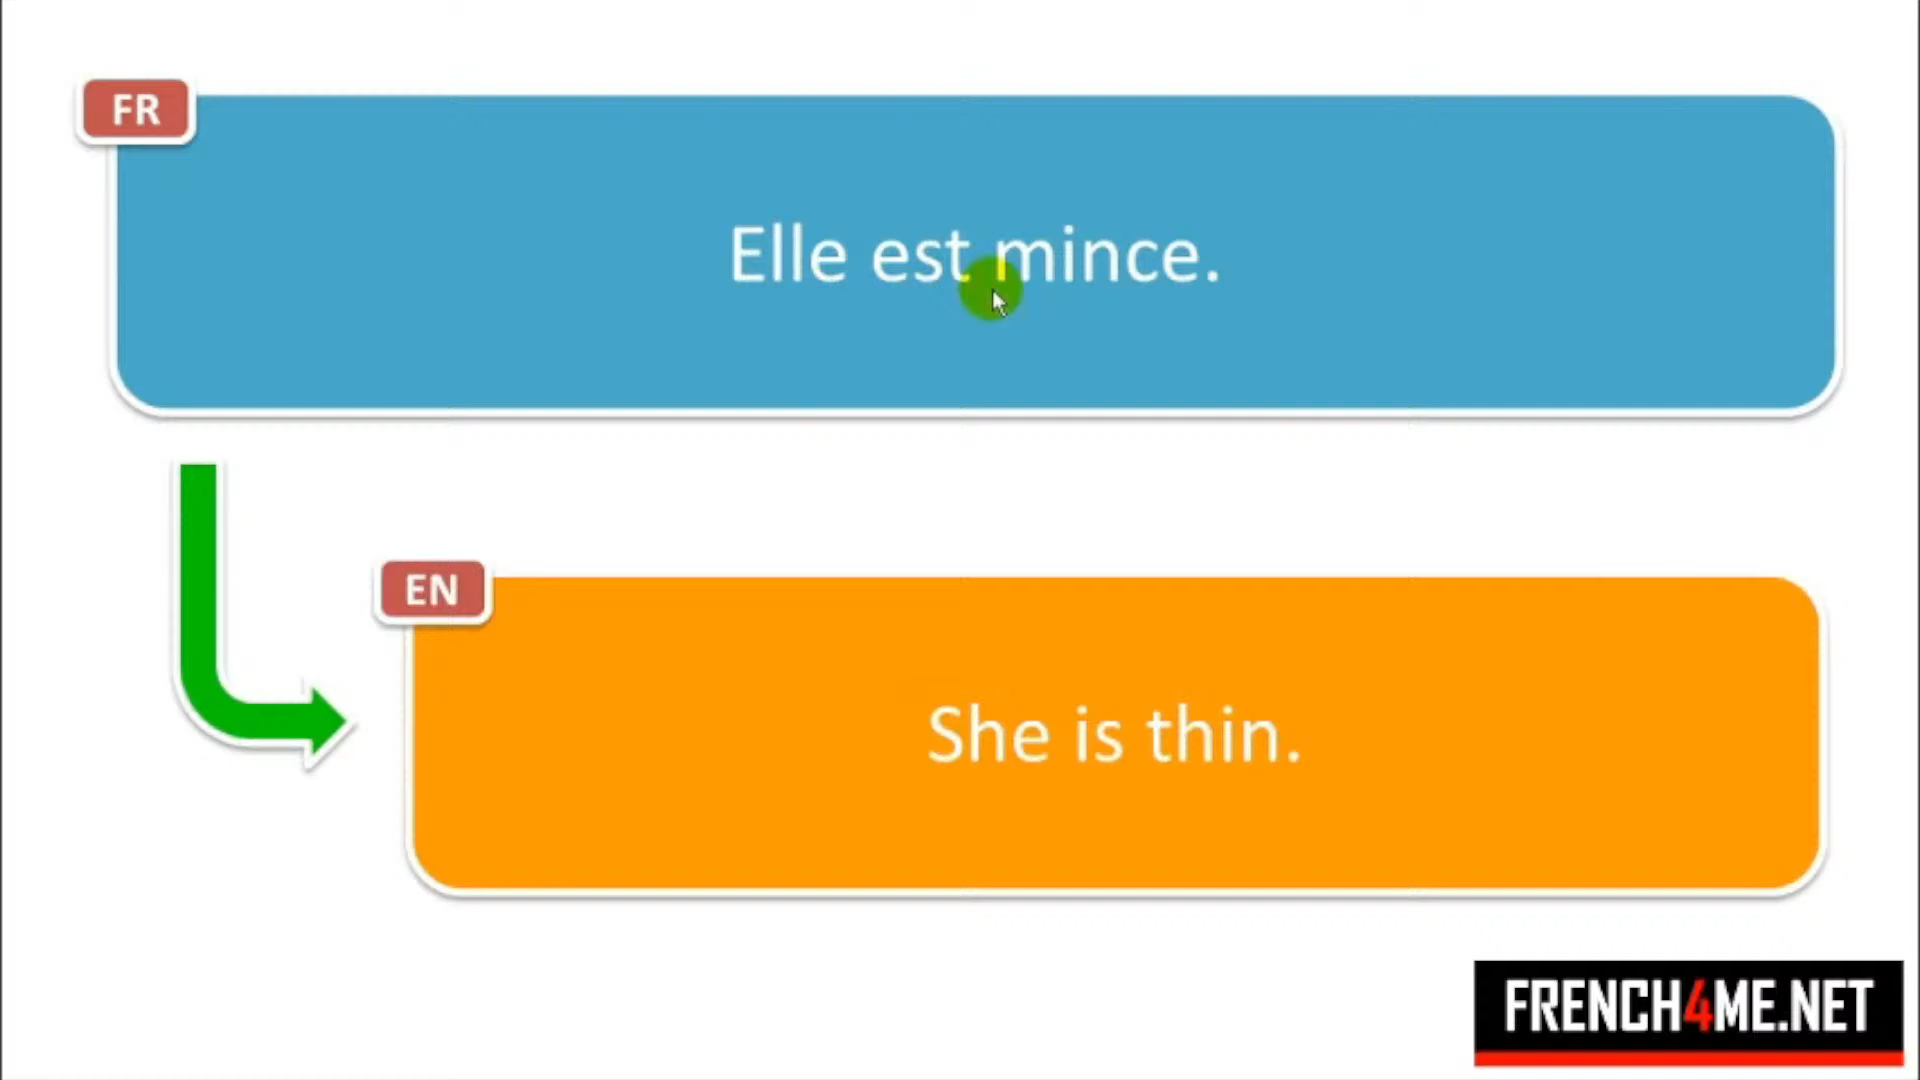 FR
Elle est mince.
EN
She is thin.
FRENCH4ME.NET